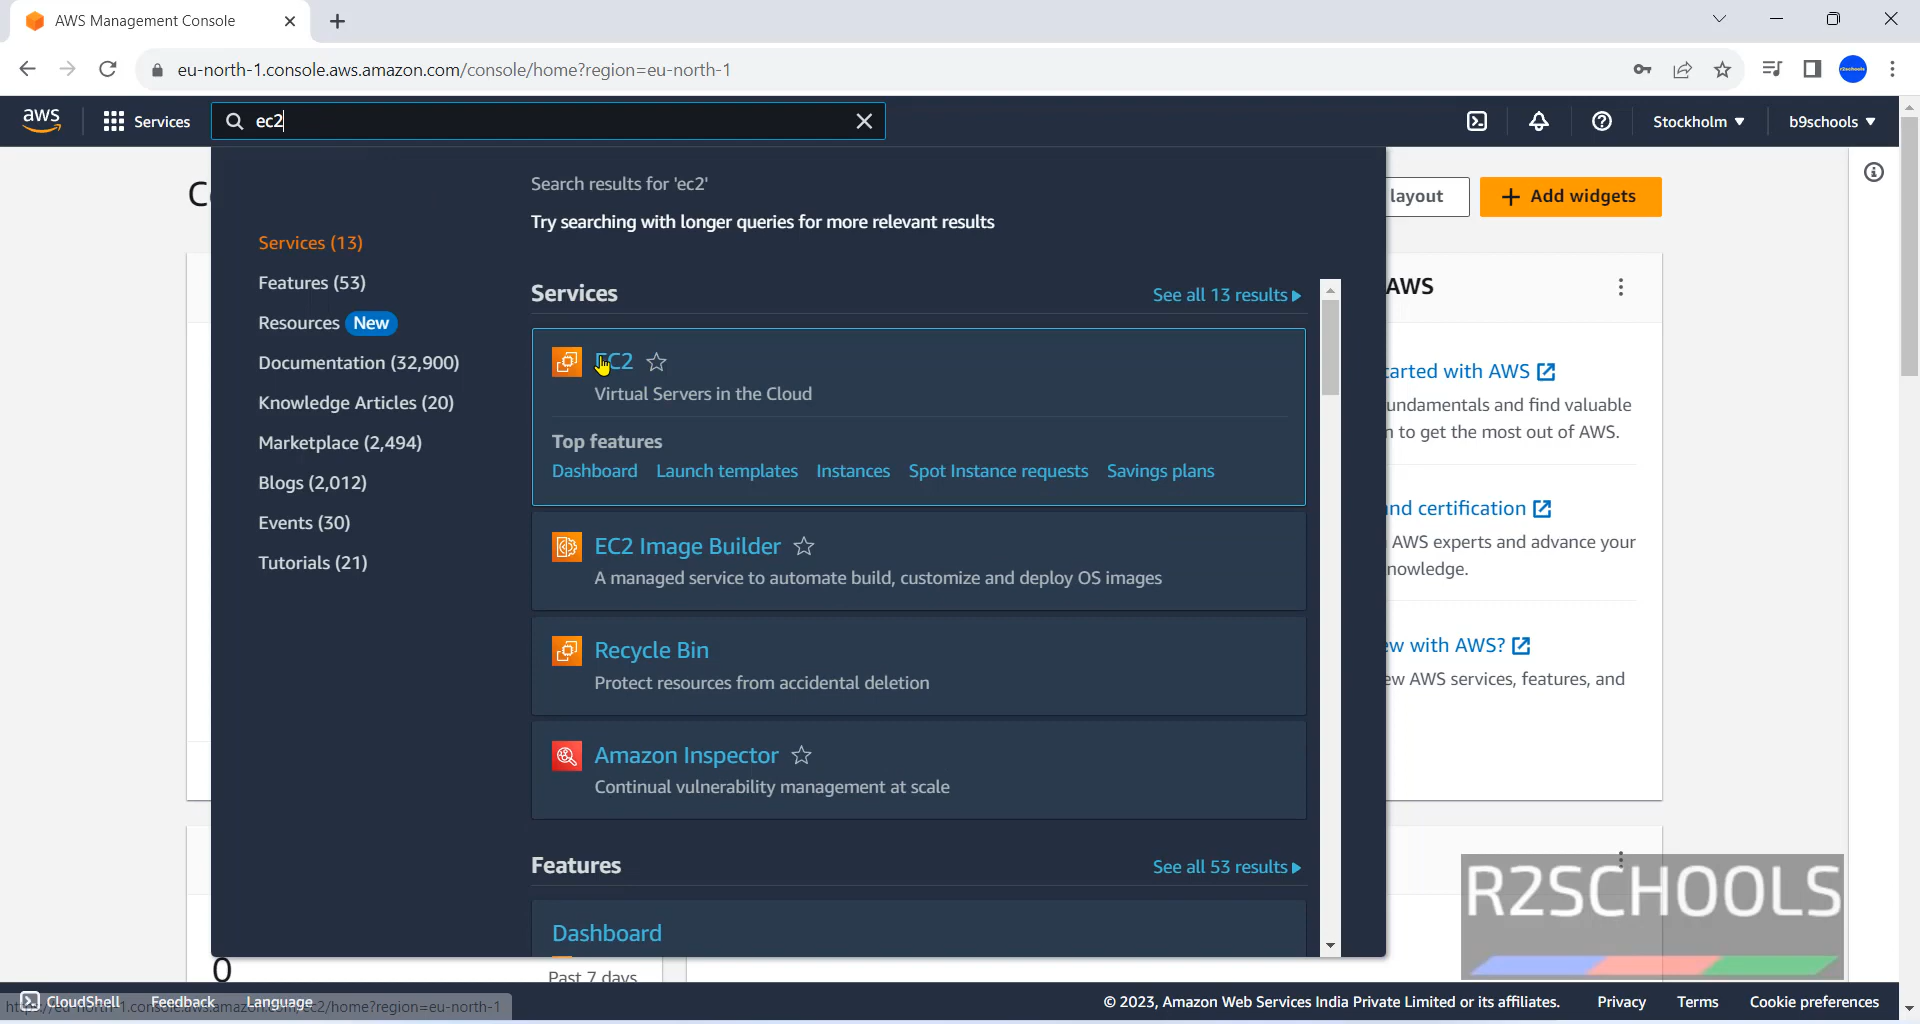 AWS Management Console
eu-north-1.console.aws.amazon.com/console/home?region=eu-north-1
aws
Services
ec2
Stockholm
b9schools
Search results for 'ec2'
Try searching with longer queries for more relevant results
layout
Add widgets
Services (13)
Features (53)
Resources New
Documentation (32,900)
Knowledge Articles (20)
Marketplace (2,494)
Blogs (2,012)
Events (30)
Tutorials (21)
Services
See all 13 results
EC2
Virtual Servers in the Cloud
Top features
Dashboard Launch templates Instances Spot Instance requests Savings plans
EC2 Image Builder
A managed service to automate build, customize and deploy OS images
Recycle Bin
Protect resources from accidental deletion
Amazon Inspector
Continual vulnerability management at scale
Features
See all 53 results
Dashboard
AWS
arted with AWS
undamentals and find valuable
n to get the most out of AWS.
nd certification
AWS experts and advance your
nowledge.
ew with AWS?
ew AWS services, features, and
R2SCHOOLS
0
Past 7 days
CloudShell Feedback Language
© 2023, Amazon Web Services India Private Limited or its affiliates. Privacy Terms Cookie preferences